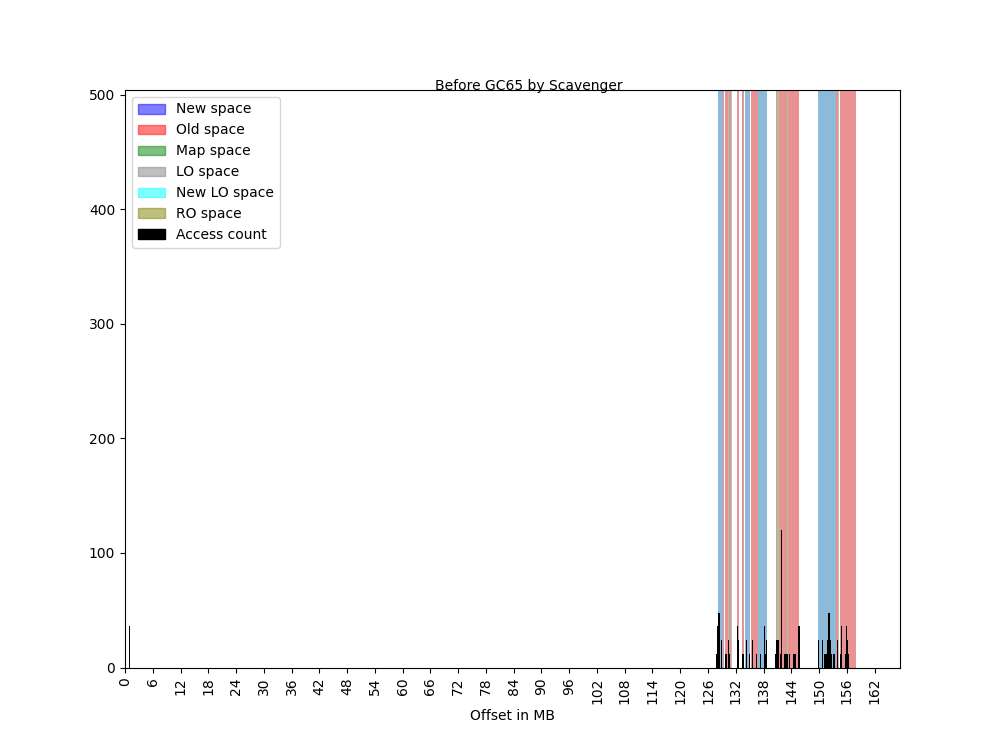 Before GC65 by Scavenger
500
400
300
200
100
0
New space
Old space
Map space
LO space
New LO space
RO space
Access count
0 6 12 18 24 30 36 42 48 54 60 66 72 78 84 90 96 102 108 114 120 126 132 138 144 150 156 162
Offset in MB